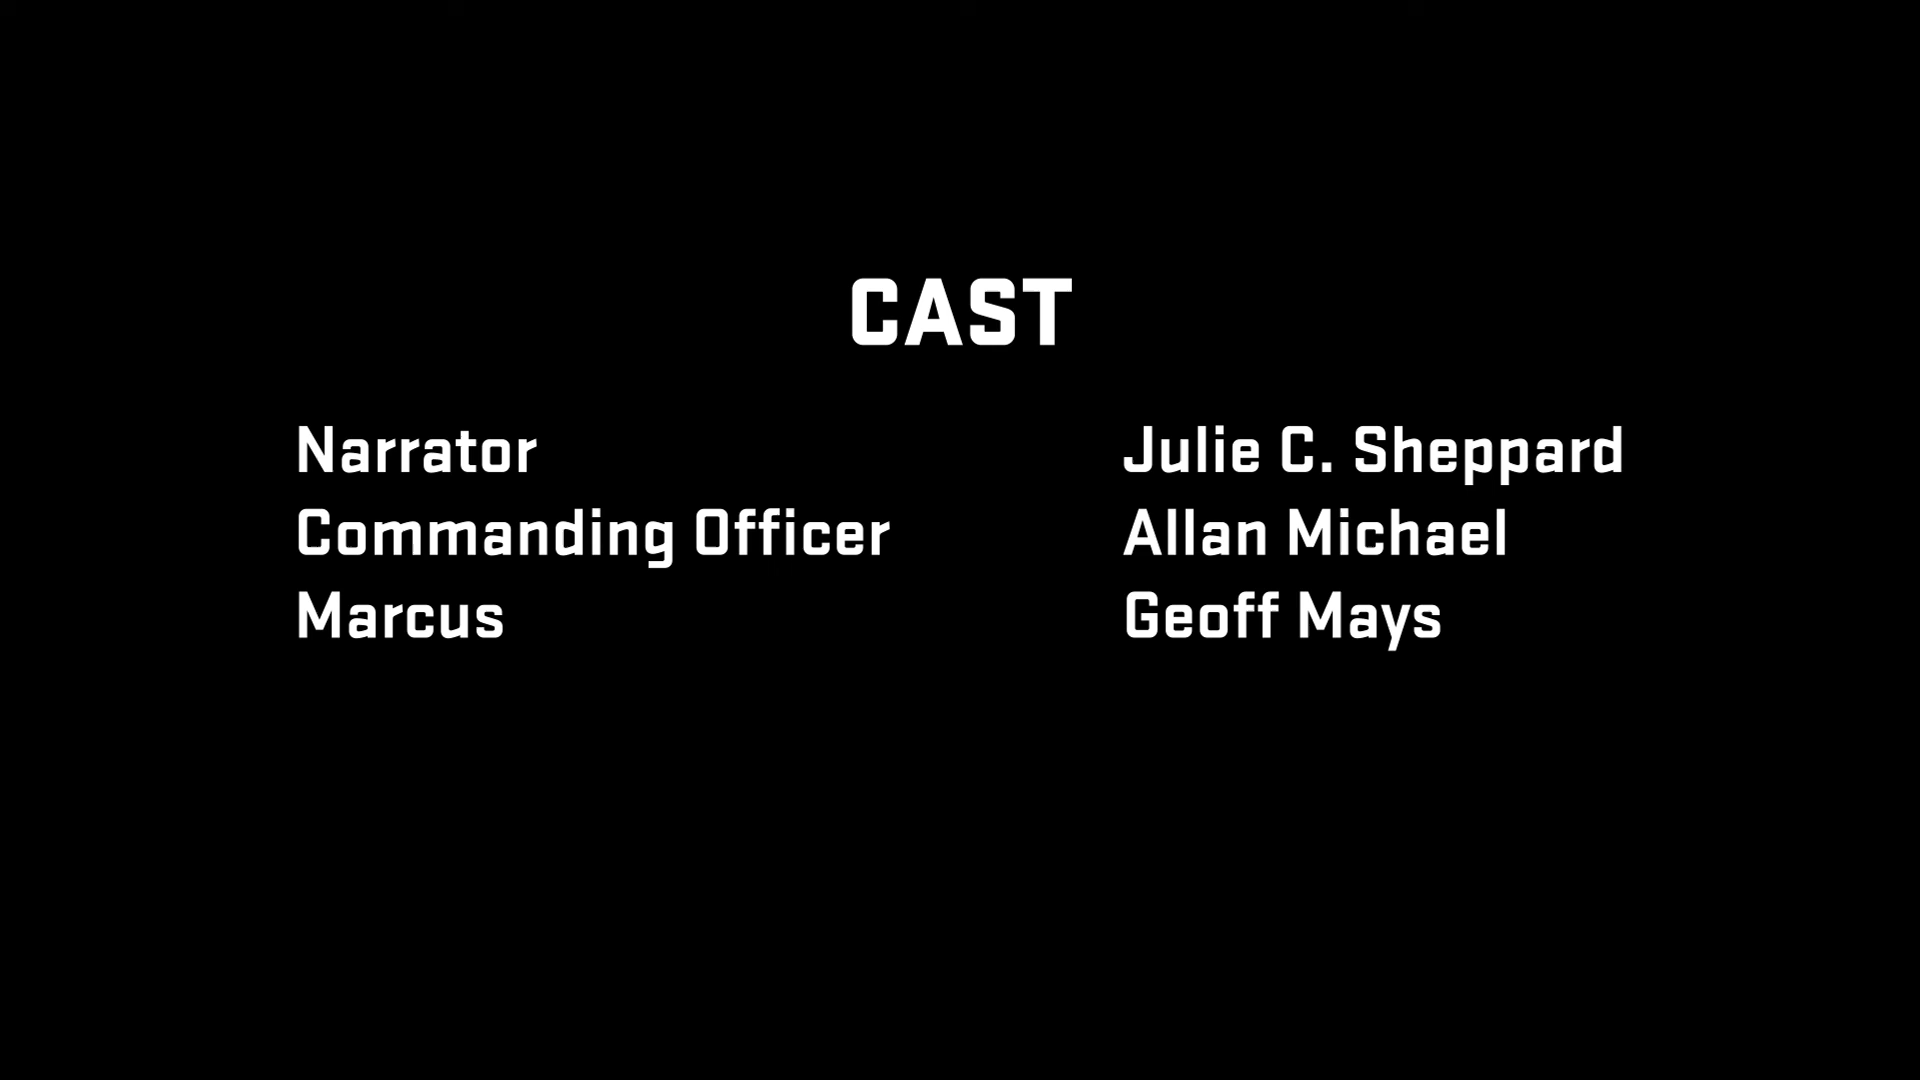 CAST
Narrator Julie C. Sheppard
Commanding Officer Allan Michael
Marcus Geoff Mays